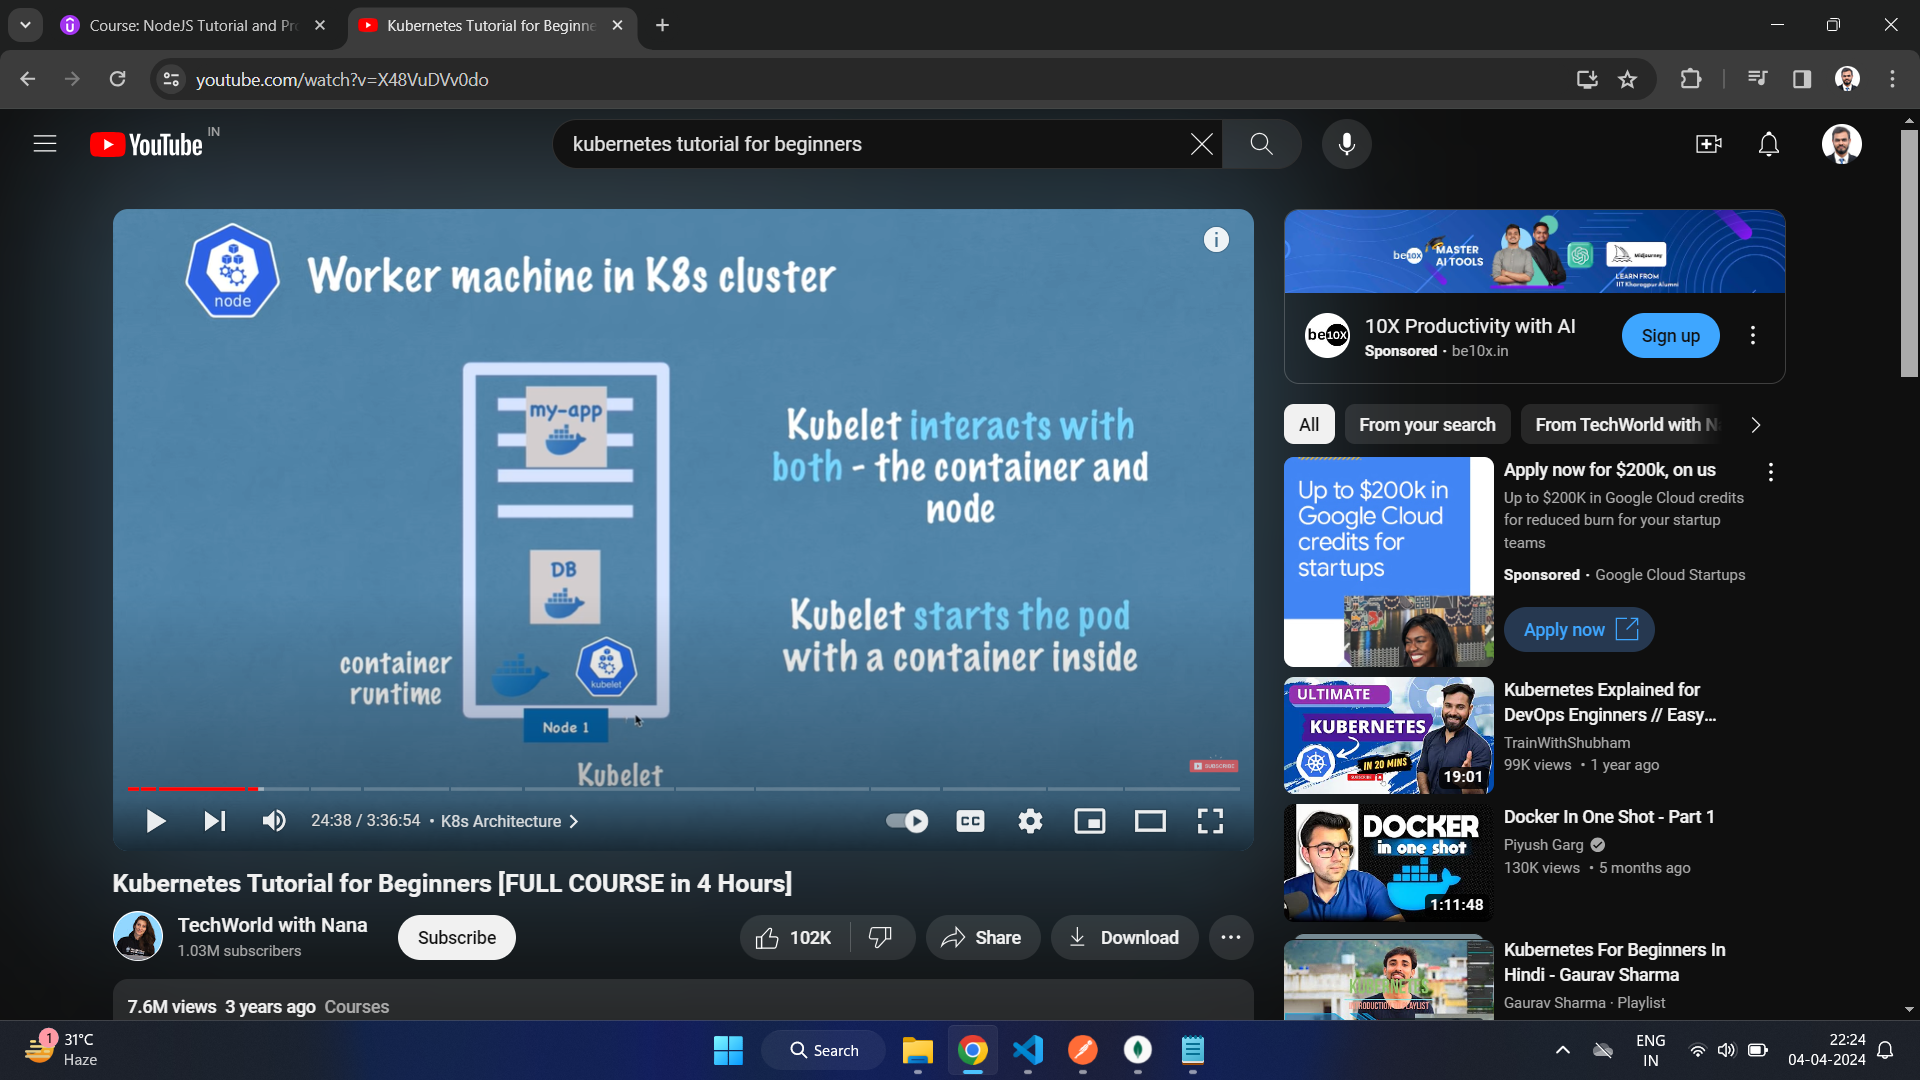 Course: NodeJS Tutorial and Pr
Kubernetes Tutorial for Beginne
youtube.com/watch?v=X48VuDVv0do
YouTube IN
kubernetes tutorial for beginners
node
Worker machine in K8s cluster
my-app
Kubelet interacts with
both - the container and
node
DB
Kubelet starts the pod
with a container inside
container
runtime
kubelet
Node 1
Kubelet
SUBSCRIBE
24:38 / 3:36:54 • K8s Architecture
CC
Kubernetes Tutorial for Beginners [FULL COURSE in 4 Hours]
TechWorld with Nana
1.03M subscribers
Subscribe
102K
Share
Download
7.6M views 3 years ago Courses
be10x
MASTER
AI TOOLS
Midjourney
LEARN FROM
IIT Kharagpur Alumni
be10X
10X Productivity with AI
Sponsored · be10x.in
Sign up
All
From your search
From TechWorld with N
Up to $200k in
Google Cloud
credits for
startups
Apply now for $200k, on us
Up to $200K in Google Cloud credits
for reduced burn for your startup
teams
Sponsored · Google Cloud Startups
Apply now
ULTIMATE
KUBERNETES
IN 20 MINS
19:01
Kubernetes Explained for
DevOps Enginners // Easy...
TrainWithShubham
99K views • 1 year ago
DOCKER
in one shot
1:11:48
Docker In One Shot - Part 1
Piyush Garg
130K views • 5 months ago
KUBERNETES
INTRODUCTION PLAYLIST
Kubernetes For Beginners In
Hindi - Gaurav Sharma
Gaurav Sharma · Playlist
1
31°C
Haze
Search
ENG
IN
22:24
04-04-2024